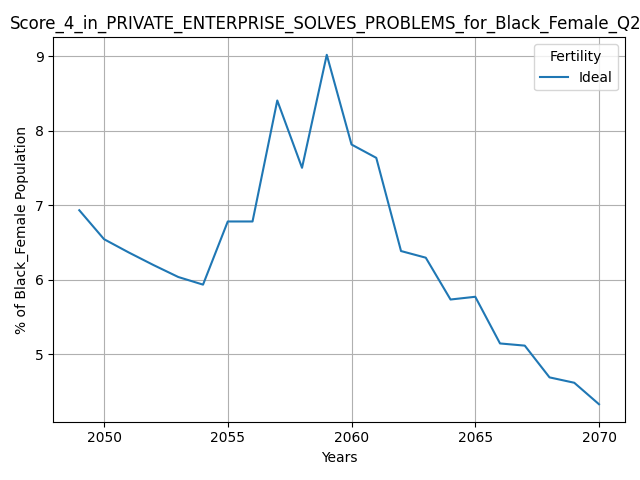 Score_4_in_PRIVATE_ENTERPRISE_SOLVES_PROBLEMS_for_Black_Female_Q2
9
8
7
6
5
% of Black_Female Population
Fertility
Ideal
2050 2055 2060 2065 2070
Years